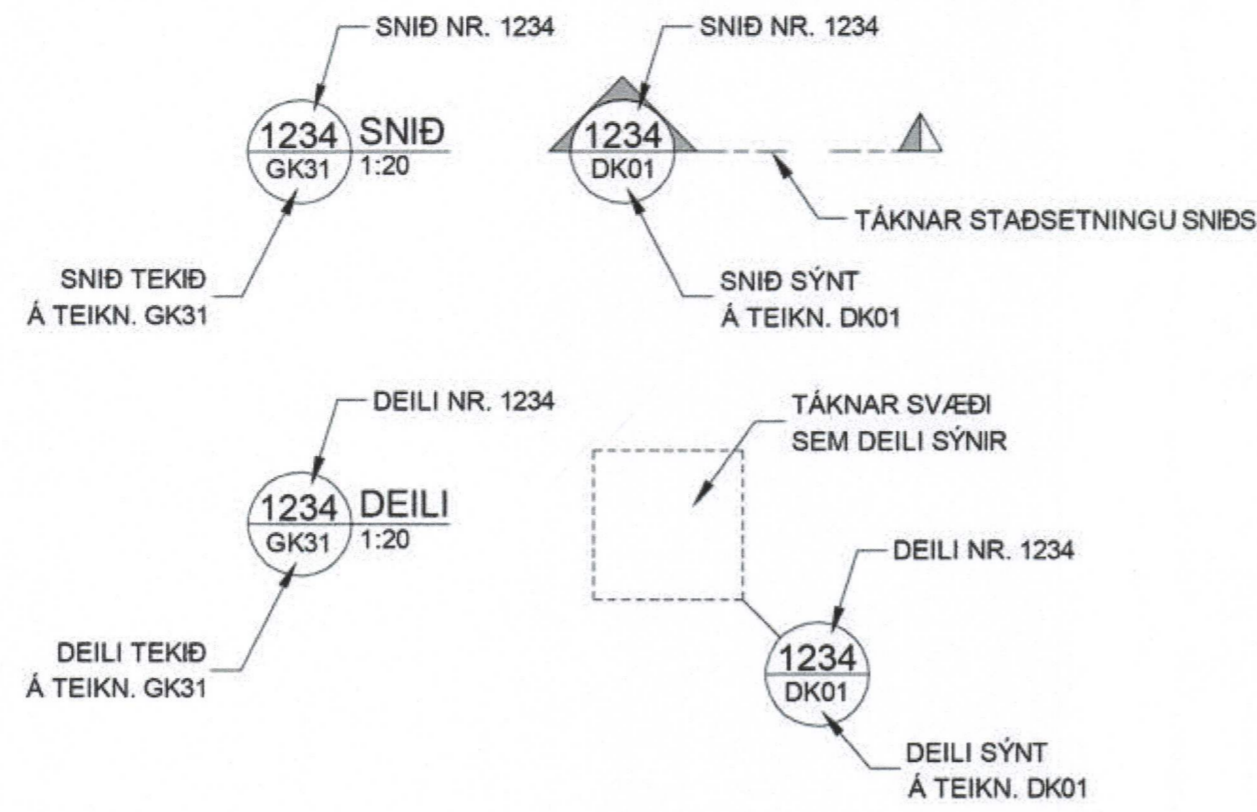 SNIÐ NR. 1234
1234 SNIÐ
GK31 1:20
SNIÐ TEKIÐ
Á TEIKN. GK31
SNIÐ NR. 1234
1234
DK01
TÁKNAR STAÐSETNINGU SNIÐS
SNIÐ SÝNT
Á TEIKN. DK01
DEILI NR. 1234
1234 DEILI
GK31 1:20
DEILI TEKIÐ
Á TEIKN. GK31
TÁKNAR SVÆÐI
SEM DEILI SÝNIR
DEILI NR. 1234
1234
DK01
DEILI SÝNT
Á TEIKN. DK01